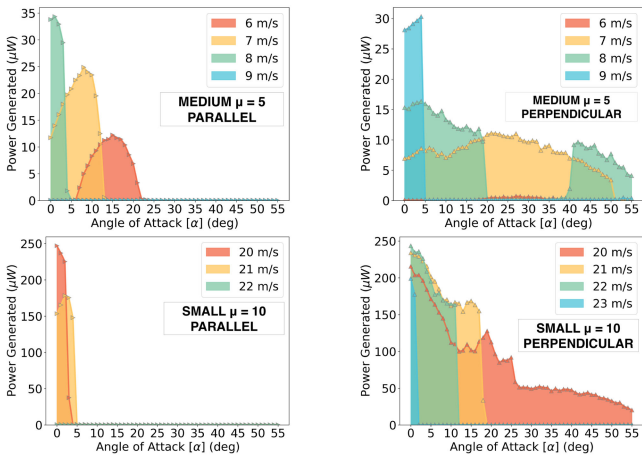 Power Generated (μW)
35
30
25
20
15
10
5
0
6 m/s
7 m/s
8 m/s
9 m/s
MEDIUM μ = 5
PARALLEL
0 5 10 15 20 25 30 35 40 45 50 55
Angle of Attack [α] (deg)
Power Generated (μW)
30
25
20
15
10
5
0
6 m/s
7 m/s
8 m/s
9 m/s
MEDIUM μ = 5
PERPENDICULAR
0 5 10 15 20 25 30 35 40 45 50 55
Angle of Attack [α] (deg)
Power Generated (μW)
250
200
150
100
50
0
20 m/s
21 m/s
22 m/s
SMALL μ = 10
PARALLEL
0 5 10 15 20 25 30 35 40 45 50 55
Angle of Attack [α] (deg)
Power Generated (μW)
250
200
150
100
50
0
20 m/s
21 m/s
22 m/s
23 m/s
SMALL μ = 10
PERPENDICULAR
0 5 10 15 20 25 30 35 40 45 50 55
Angle of Attack [α] (deg)